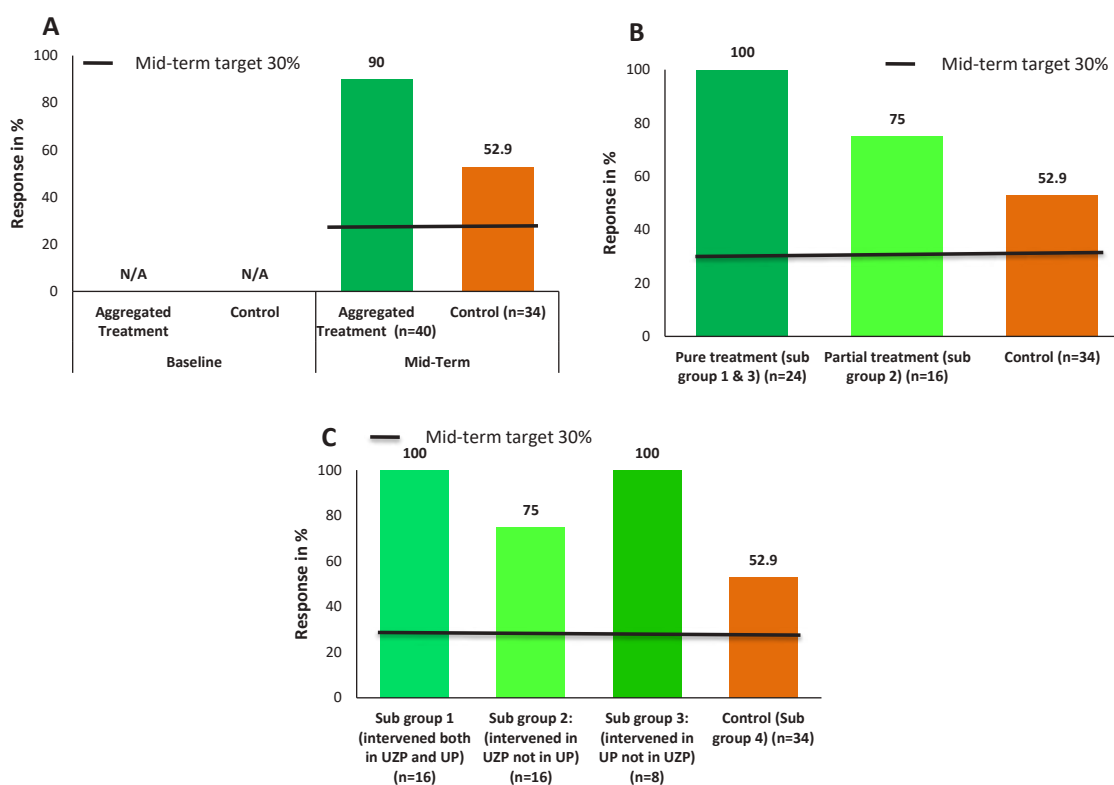 A
Mid-term target 30%
Response in %
100
80
60
40
20
0
90
52.9
N/A
N/A
Aggregated
Treatment
Control
Aggregated
Treatment (n=40)
Control (n=34)
Baseline
Mid-Term
B
Mid-term target 30%
Reponse in %
100
80
60
40
20
0
100
75
52.9
Pure treatment (sub
group 1 & 3) (n=24)
Partial treatment (sub
group 2) (n=16)
Control (n=34)
C
Mid-term target 30%
Response in %
100
80
60
40
20
0
100
75
100
52.9
Sub group 1
(intervened both
in UZP and UP)
(n=16)
Sub group 2:
(intervened in
UZP not in UP)
(n=16)
Sub group 3:
(intervened in
UP not in UZP)
(n=8)
Control (Sub
group 4) (n=34)